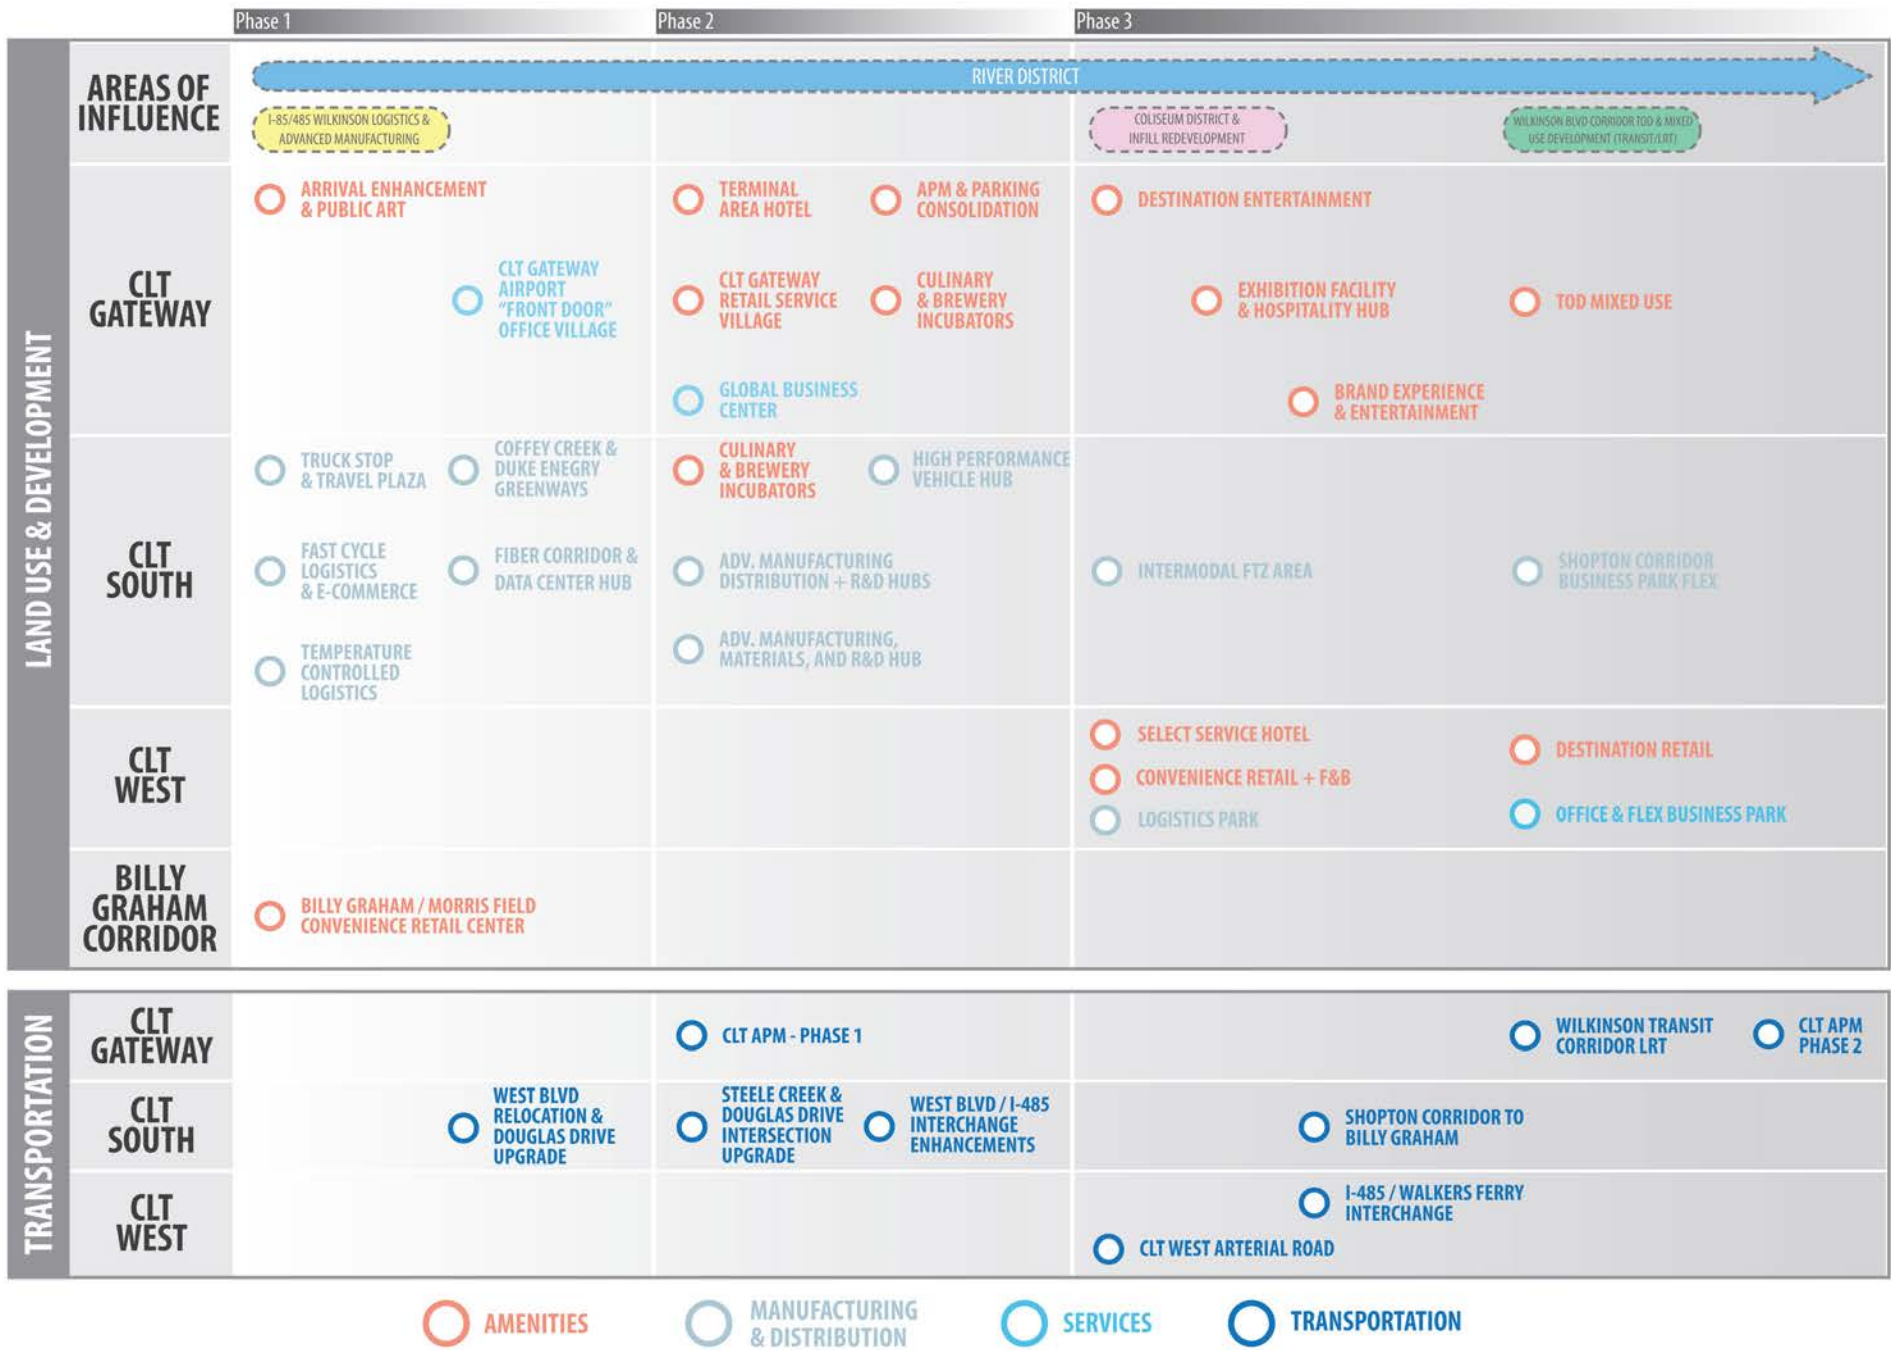 Phase 1
Phase 2
Phase 3
LAND USE & DEVELOPMENT
AREAS OF
INFLUENCE
RIVER DISTRICT
I-85/485 WILKINSON LOGISTICS &
ADVANCED MANUFACTURING
COLISEUM DISTRICT &
INFILL REDEVELOPMENT
WILKINSON BLVD CORRIDOR TOD & MIXED
USE DEVELOPMENT (TRANSIT/LRT)
CLT
GATEWAY
ARRIVAL ENHANCEMENT
& PUBLIC ART
CLT GATEWAY
AIRPORT
"FRONT DOOR"
OFFICE VILLAGE
TERMINAL
AREA HOTEL
APM & PARKING
CONSOLIDATION
CLT GATEWAY
RETAIL SERVICE
VILLAGE
CULINARY
& BREWERY
INCUBATORS
GLOBAL BUSINESS
CENTER
DESTINATION ENTERTAINMENT
EXHIBITION FACILITY
& HOSPITALITY HUB
TOD MIXED USE
BRAND EXPERIENCE
& ENTERTAINMENT
CLT
SOUTH
TRUCK STOP
& TRAVEL PLAZA
COFFEY CREEK &
DUKE ENEGRY
GREENWAYS
FAST CYCLE
LOGISTICS
& E-COMMERCE
FIBER CORRIDOR &
DATA CENTER HUB
TEMPERATURE
CONTROLLED
LOGISTICS
CULINARY
& BREWERY
INCUBATORS
HIGH PERFORMANCE
VEHICLE HUB
ADV. MANUFACTURING
DISTRIBUTION + R&D HUBS
ADV. MANUFACTURING,
MATERIALS, AND R&D HUB
INTERMODAL FTZ AREA
SHOPTON CORRIDOR
BUSINESS PARK FLEX
CLT
WEST
SELECT SERVICE HOTEL
CONVENIENCE RETAIL + F&B
LOGISTICS PARK
DESTINATION RETAIL
OFFICE & FLEX BUSINESS PARK
BILLY
GRAHAM
CORRIDOR
BILLY GRAHAM / MORRIS FIELD
CONVENIENCE RETAIL CENTER
TRANSPORTATION
CLT
GATEWAY
CLT APM - PHASE 1
WILKINSON TRANSIT
CORRIDOR LRT
CLT APM
PHASE 2
CLT
SOUTH
WEST BLVD
RELOCATION &
DOUGLAS DRIVE
UPGRADE
STEELE CREEK &
DOUGLAS DRIVE
INTERSECTION
UPGRADE
WEST BLVD / I-485
INTERCHANGE
ENHANCEMENTS
SHOPTON CORRIDOR TO
BILLY GRAHAM
CLT
WEST
I-485 / WALKERS FERRY
INTERCHANGE
CLT WEST ARTERIAL ROAD
AMENITIES
MANUFACTURING
& DISTRIBUTION
SERVICES
TRANSPORTATION